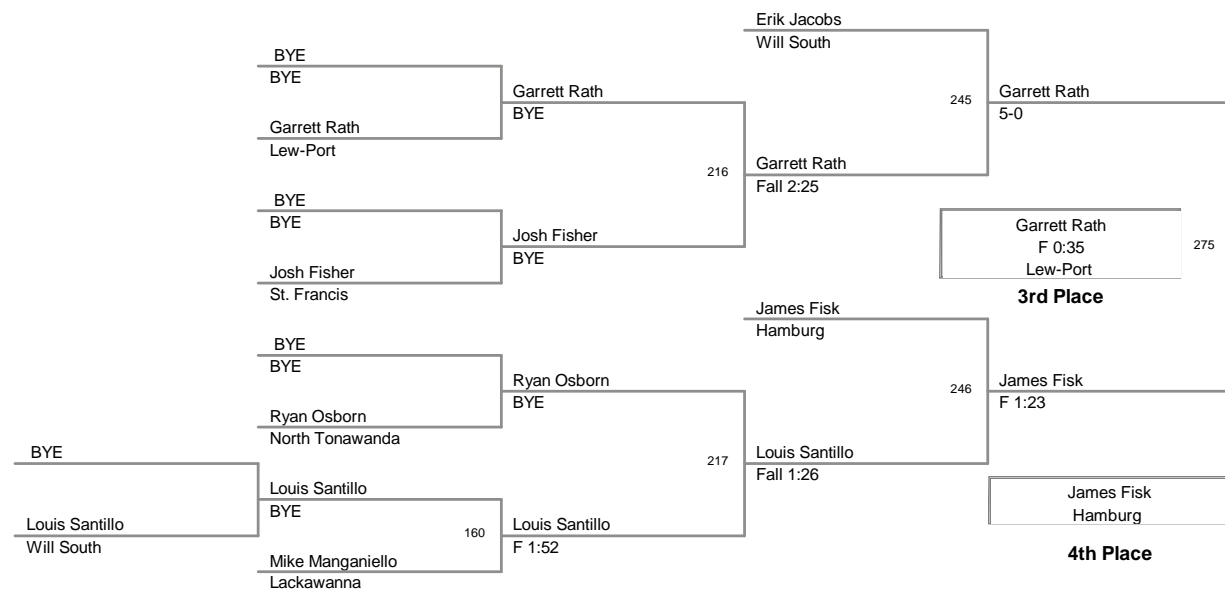 Erik Jacobs
Will South
BYE
BYE
Garrett Rath
BYE
245
Garrett Rath
5-0
Garrett Rath
Lew-Port
216
Garrett Rath
Fall 2:25
BYE
BYE
Josh Fisher
BYE
Garrett Rath
F 0:35
Lew-Port
275
3rd Place
Josh Fisher
St. Francis
James Fisk
Hamburg
BYE
BYE
Ryan Osborn
BYE
246
James Fisk
F 1:23
Ryan Osborn
North Tonawanda
BYE
217
Louis Santillo
Fall 1:26
Louis Santillo
BYE
James Fisk
Hamburg
4th Place
Louis Santillo
Will South
160
Louis Santillo
F 1:52
Mike Manganiello
Lackawanna